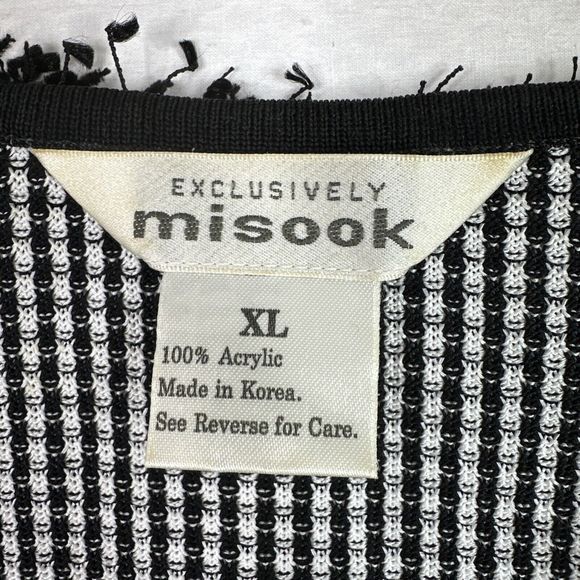 EXCLUSIVELY
misook
XL
100% Acrylic
Made in Korea.
See Reverse for Care.